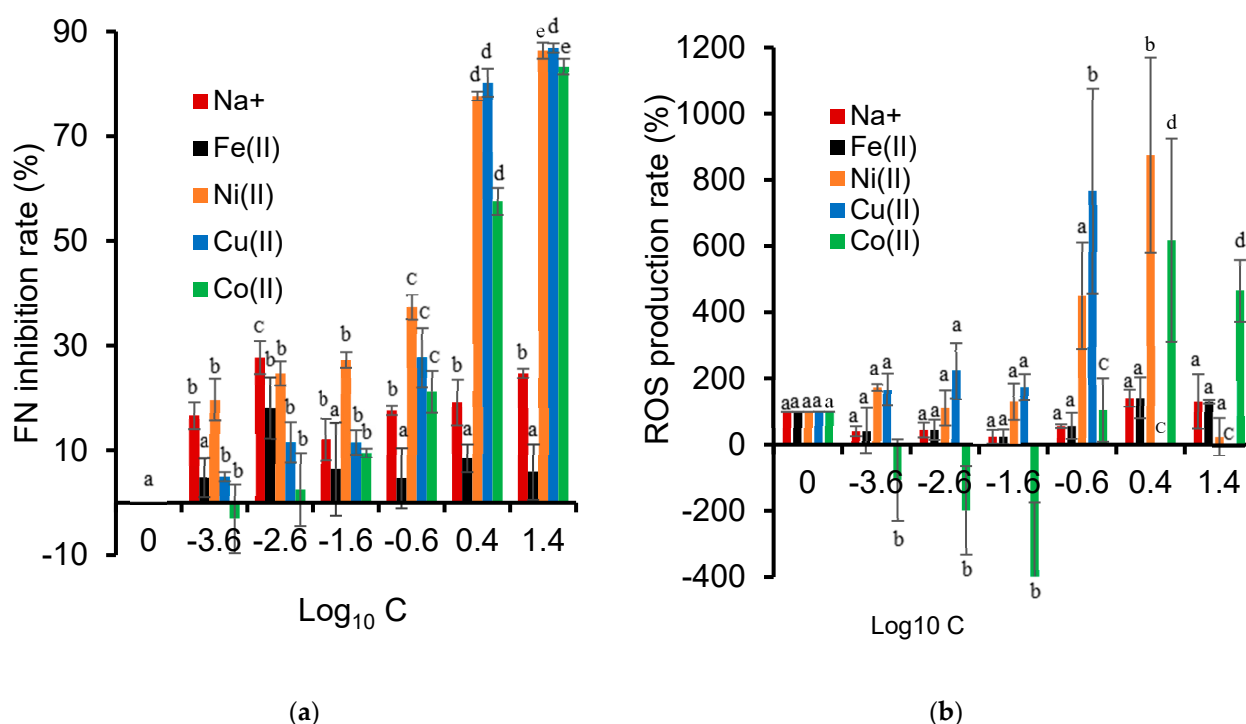 90
70
50
30
10
-10
FN inhibition rate (%)
Na+
Fe(II)
Ni(II)
Cu(II)
Co(II)
a
b a b b b
c b b b b
b a b b b
b a c c c
b a d d d
b a e d e
0 -3.6 -2.6 -1.6 -0.6 0.4 1.4
Log10 C
(a)
1200
1000
800
600
400
200
0
-200
-400
ROS production rate (%)
Na+
Fe(II)
Ni(II)
Cu(II)
Co(II)
a a a a a
a a a a b
a a a a b
a a a a b
a a a b c
a a b c d
a a a c d
0 -3.6 -2.6 -1.6 -0.6 0.4 1.4
Log10 C
(b)